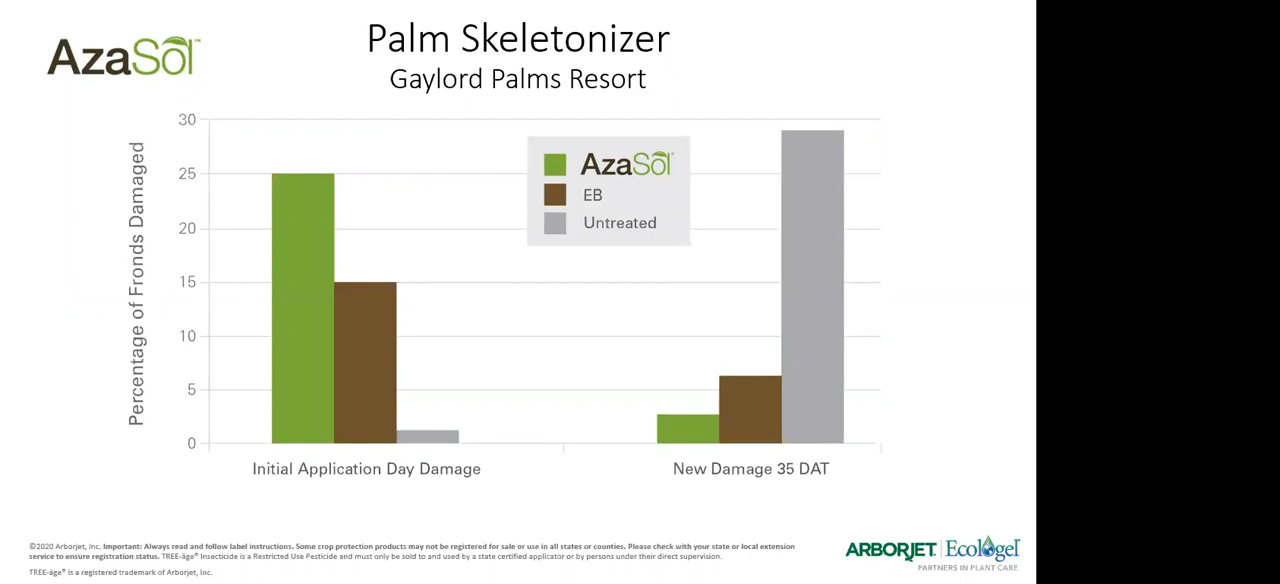 AzaSol™
Palm Skeletonizer
Gaylord Palms Resort
Percentage of Fronds Damaged
30
25
20
15
10
5
0
AzaSol™
EB
Untreated
Initial Application Day Damage
New Damage 35 DAT
©2020 Arborjet, Inc. Important: Always read and follow label instructions. Some crop protection products may not be registered for sale or use in all states or counties. Please check with your state or local extension
service to ensure registration status. TREE-äge® Insecticide is a Restricted Use Pesticide and must only be sold to and used by a state certified applicator or by persons under their direct supervision.
TREE-äge® is a registered trademark of Arborjet, Inc.
ARBORJET Ecologel
PARTNERS IN PLANT CARE